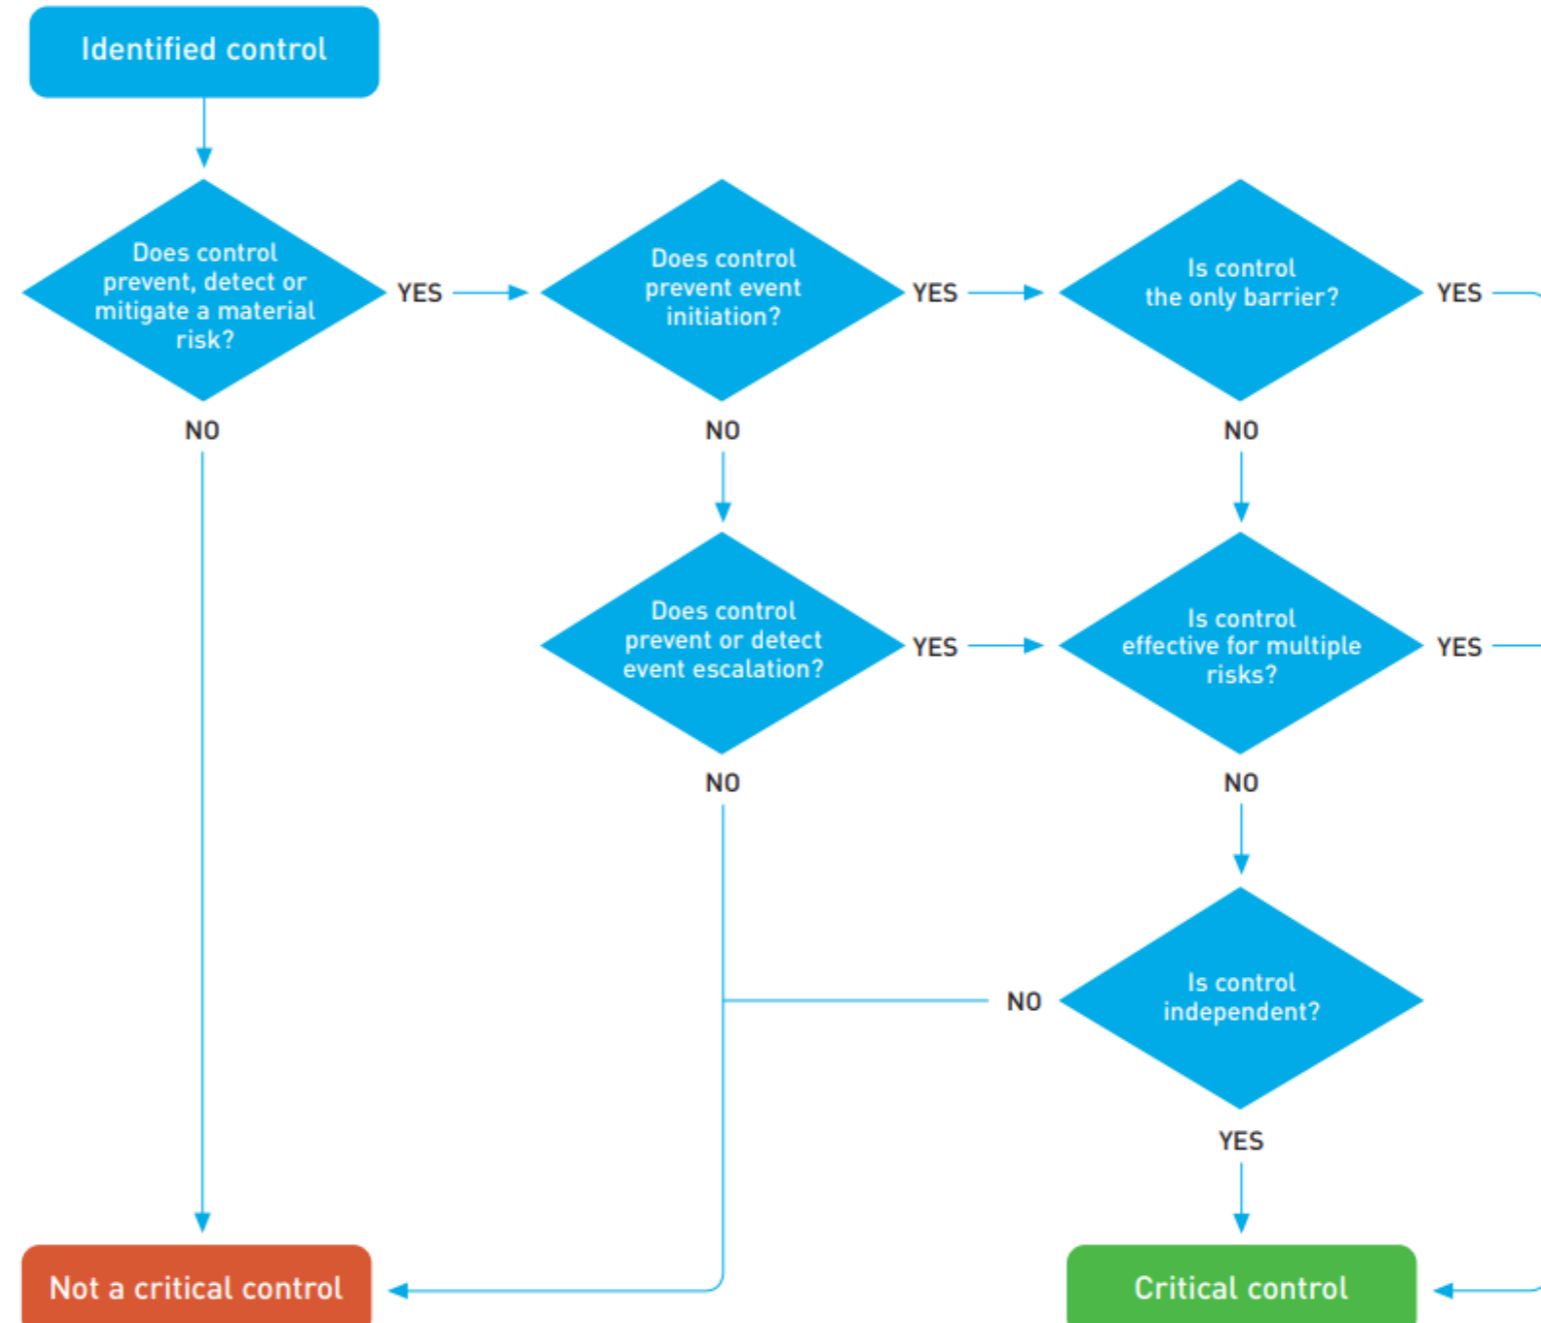 Identified control
Does control
prevent, detect or
mitigate a material
risk?
YES
Does control
prevent event
initiation?
YES
Is control
the only barrier?
YES
NO
NO
NO
Does control
prevent or detect
event escalation?
YES
Is control
effective for multiple
risks?
YES
NO
NO
Is control
independent?
NO
YES
Not a critical control
Critical control